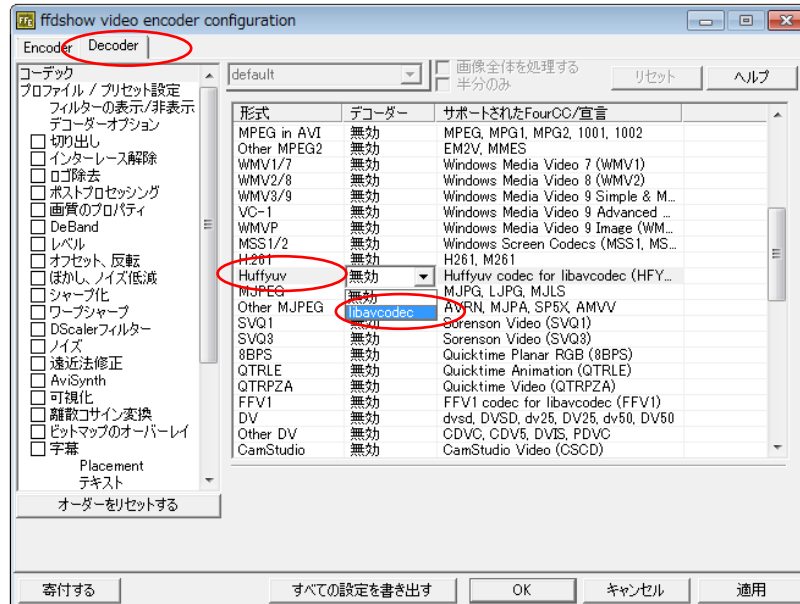 ffdshow video encoder configuration
Encoder Decoder
コーデック
プロファイル / プリセット設定
フィルターの表示/非表示
デコーダーオプション
切り出し
インターレース解除
ロゴ除去
ポストプロセッシング
画質のプロパティ
DeBand
レベル
オフセット、反転
ぼかし、ノイズ低減
シャープ化
ワープシャープ
DScalerフィルター
ノイズ
遠近法修正
AviSynth
可視化
離散コサイン変換
ビットマップのオーバーレイ
字幕
Placement
テキスト
オーダーをリセットする
default
画像全体を処理する
半分のみ
リセット
ヘルプ
形式 デコーダー サポートされたFourCC/宣言
MPEG in AVI 無効 MPEG, MPG1, MPG2, 1001, 1002
Other MPEG2 無効 EM2V, MMES
WMV1/7 無効 Windows Media Video 7 (WMV1)
WMV2/8 無効 Windows Media Video 8 (WMV2)
WMV3/9 無効 Windows Media Video 9 Simple & M...
VC-1 無効 Windows Media Video 9 Advanced ...
WMVP 無効 Windows Media Video 9 Image (WM...
MSS1/2 無効 Windows Screen Codecs (MSS1, MS...
H.261 無効 H261, M261
Huffyuv 無効 Huffyuv codec for libavcodec (HFY...
MJPEG 無効 MJPG, LJPG, MJLS
Other MJPEG libavcodec AVRN, MJPA, SP5X, AMVV
SVQ1 無効 Sorenson Video (SVQ1)
SVQ3 無効 Sorenson Video (SVQ3)
8BPS 無効 Quicktime Planar RGB (8BPS)
QTRLE 無効 Quicktime Animation (QTRLE)
QTRPZA 無効 Quicktime Video (QTRPZA)
FFV1 無効 FFV1 codec for libavcodec (FFV1)
DV 無効 dvsd, DVSD, dv25, DV25, dv50, DV50
Other DV 無効 CDVC, CDV5, DVIS, PDVC
CamStudio 無効 CamStudio Video (CSCD)
寄付する すべての設定を書き出す OK キャンセル 適用